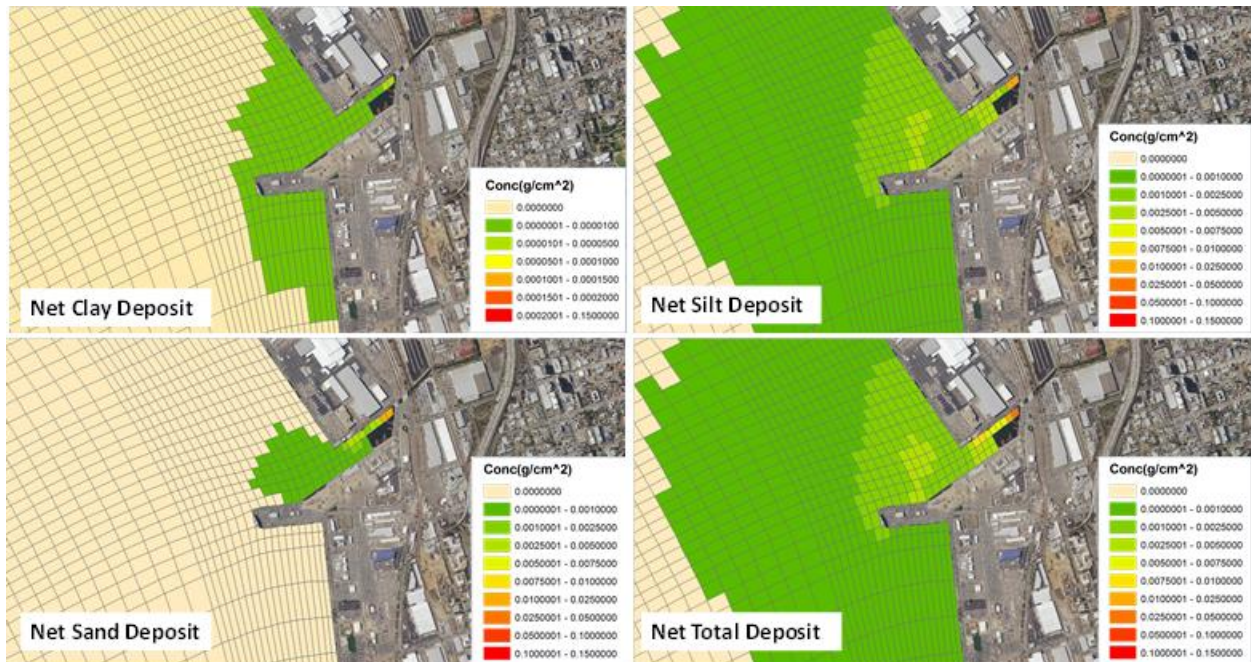 Conc(g/cm^2)
0.0000000
0.0000001 - 0.0000100
0.0000101 - 0.0000500
0.0000501 - 0.0001000
0.0001001 - 0.0001500
0.0001501 - 0.0002000
0.0002001 - 0.1500000
Net Clay Deposit
Conc(g/cm^2)
0.0000000
0.0000001 - 0.0010000
0.0010001 - 0.0025000
0.0025001 - 0.0050000
0.0050001 - 0.0075000
0.0075001 - 0.0100000
0.0100001 - 0.0250000
0.0250001 - 0.0500000
0.0500001 - 0.1000000
0.1000001 - 0.1500000
Net Silt Deposit
Conc(g/cm^2)
0.0000000
0.0000001 - 0.0010000
0.0010001 - 0.0025000
0.0025001 - 0.0050000
0.0050001 - 0.0075000
0.0075001 - 0.0100000
0.0100001 - 0.0250000
0.0250001 - 0.0500000
0.0500001 - 0.1000000
0.1000001 - 0.1500000
Net Sand Deposit
Conc(g/cm^2)
0.0000000
0.0000001 - 0.0010000
0.0010001 - 0.0025000
0.0025001 - 0.0050000
0.0050001 - 0.0075000
0.0075001 - 0.0100000
0.0100001 - 0.0250000
0.0250001 - 0.0500000
0.0500001 - 0.1000000
0.1000001 - 0.1500000
Net Total Deposit